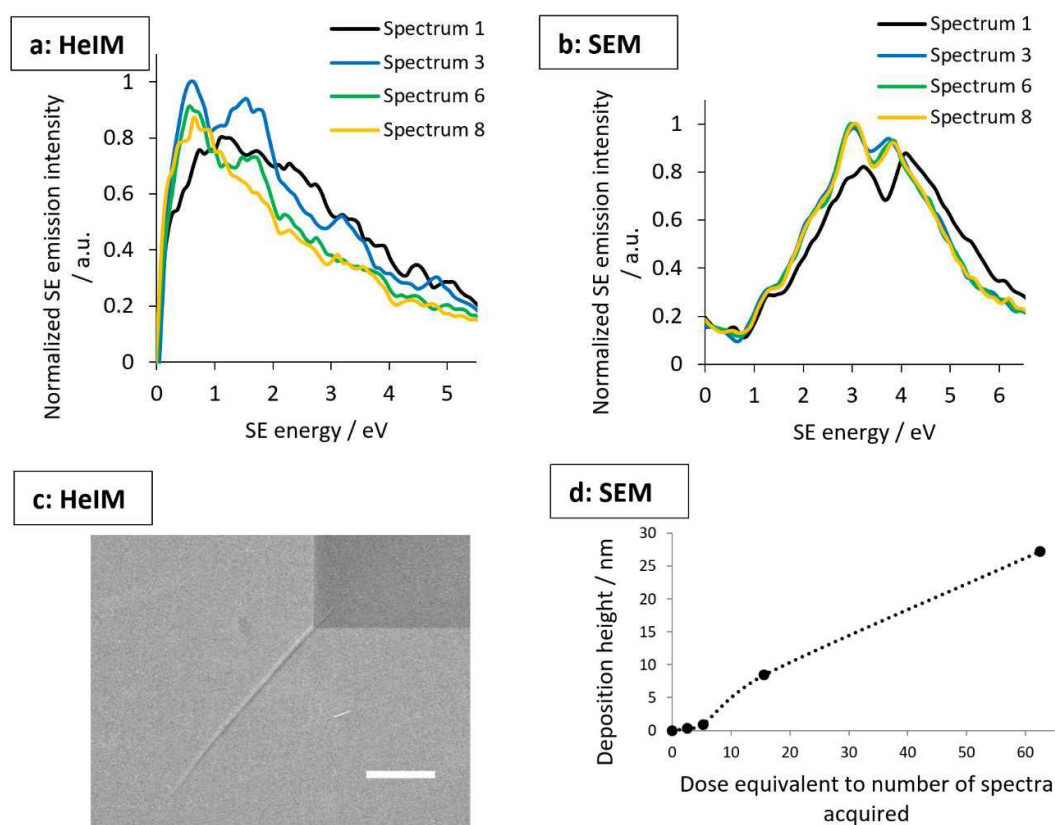 a: HeIM
Spectrum 1
Spectrum 3
Spectrum 6
Spectrum 8
1
0.8
0.6
0.4
0.2
0
0 1 2 3 4 5
Normalized SE emission intensity
/ a.u.
SE energy / eV
b: SEM
Spectrum 1
Spectrum 3
Spectrum 6
Spectrum 8
1
0.8
0.6
0.4
0.2
0
0 1 2 3 4 5 6
Normalized SE emission intensity
/ a.u.
SE energy / eV
c: HeIM
d: SEM
30
25
20
15
10
5
0
0 10 20 30 40 50 60
Deposition height / nm
Dose equivalent to number of spectra
acquired